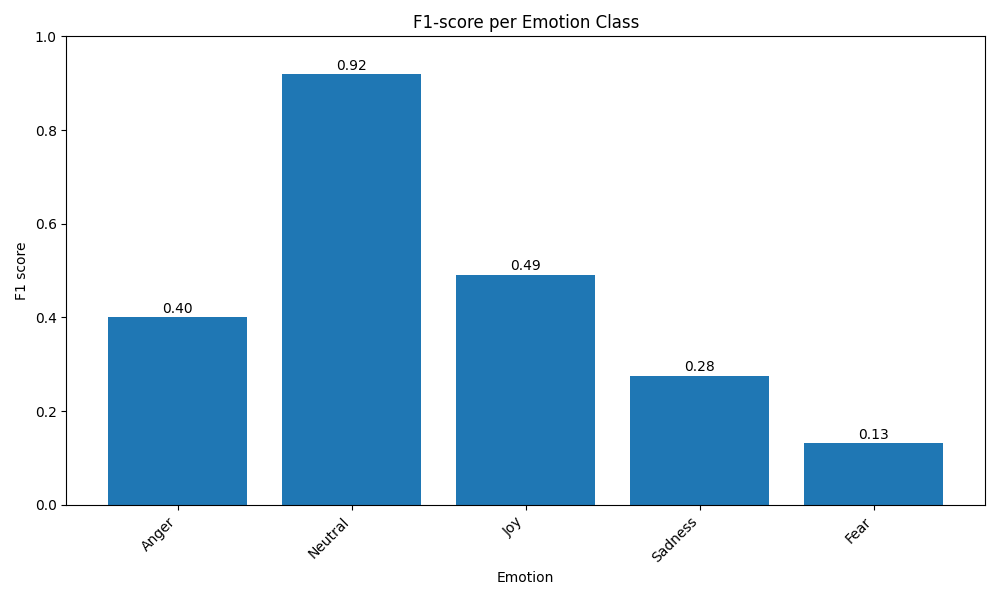 F1-score per Emotion Class
F1 score
1.0
0.8
0.6
0.4
0.2
0.0
0.40
0.92
0.49
0.28
0.13
Anger
Neutral
Joy
Sadness
Fear
Emotion